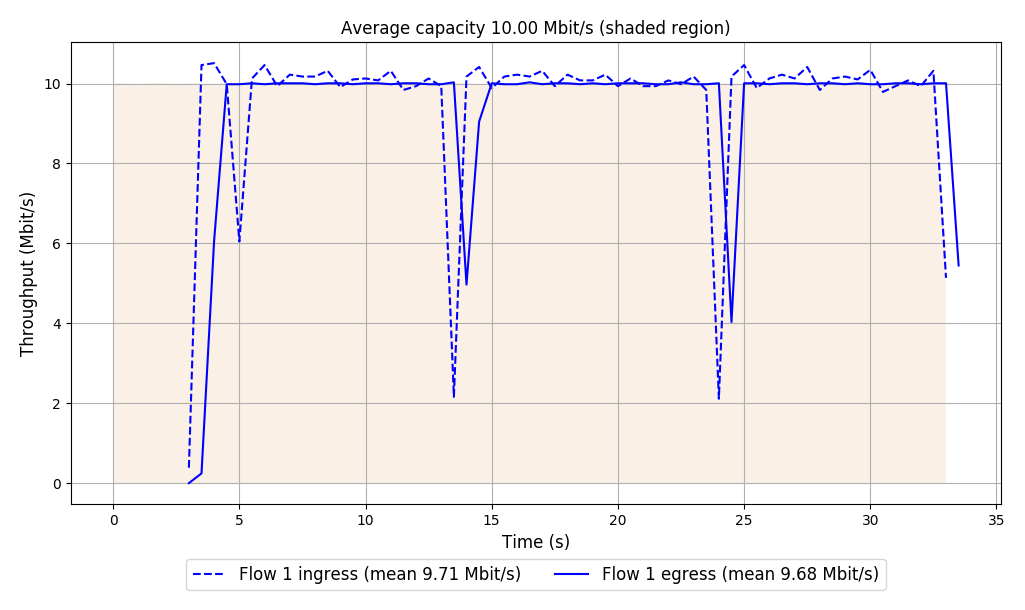 Average capacity 10.00 Mbit/s (shaded region)
10
8
6
4
2
0
Throughput (Mbit/s)
0 5 10 15 20 25 30 35
Time (s)
Flow 1 ingress (mean 9.71 Mbit/s) Flow 1 egress (mean 9.68 Mbit/s)